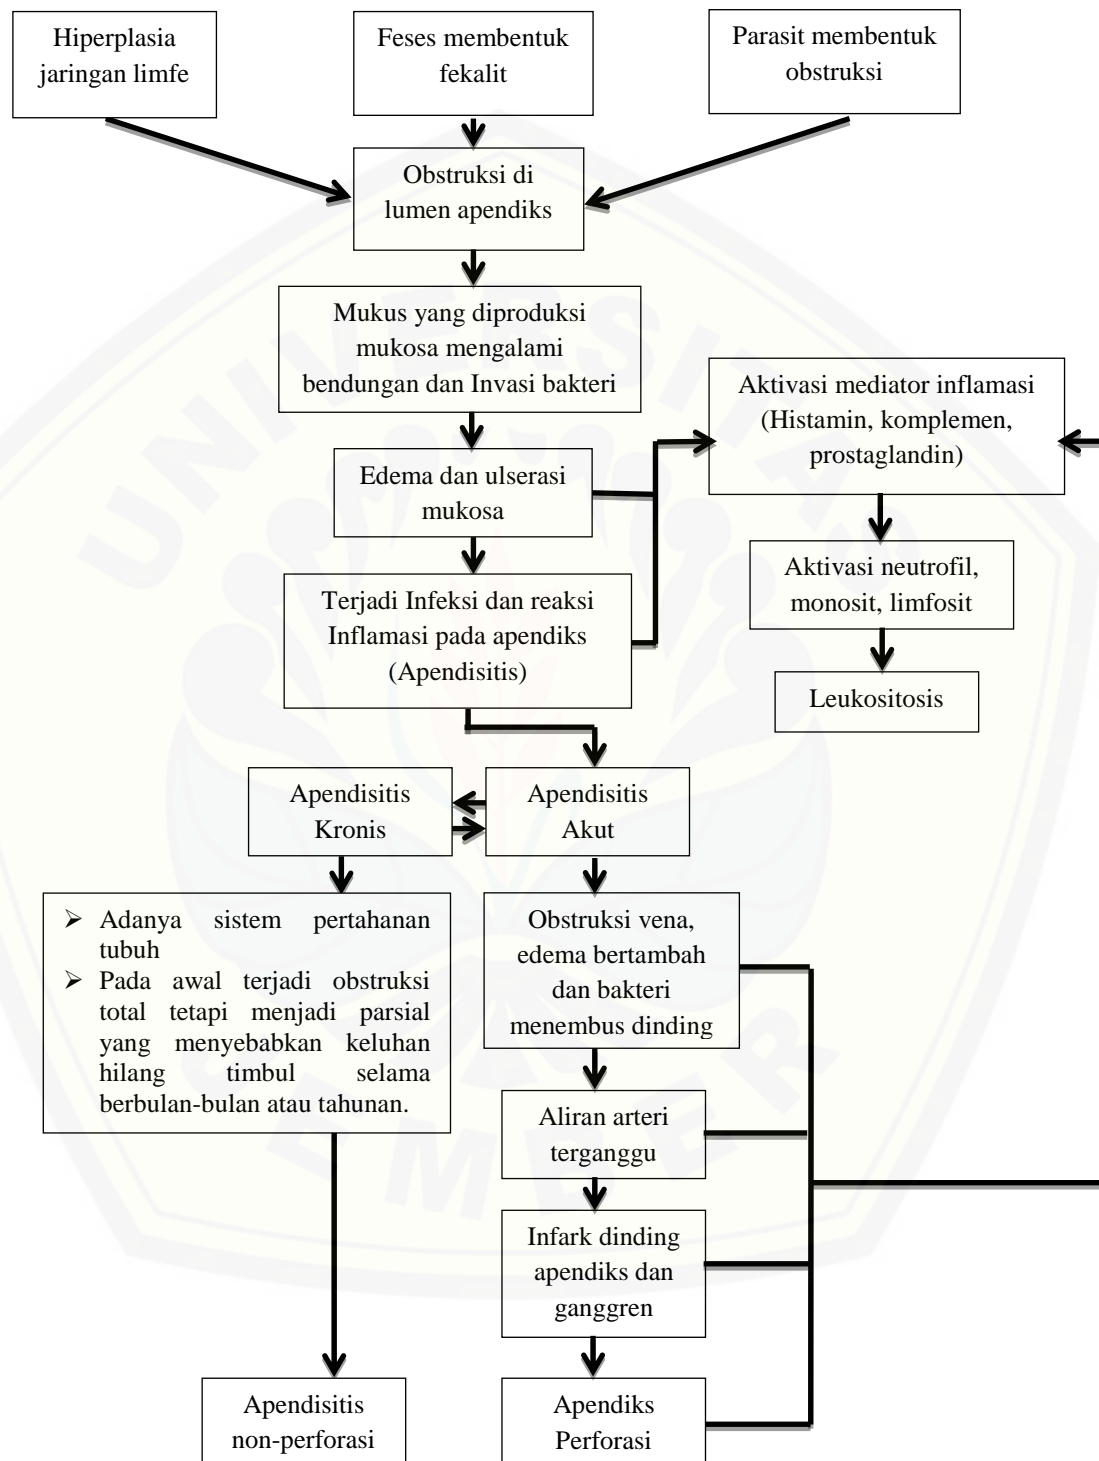 Hiperplasia
jaringan limfe
Feses membentuk
fekalit
Parasit membentuk
obstruksi
Obstruksi di
lumen apendiks
Mukus yang diproduksi
mukosa mengalami
bendungan dan Invasi bakteri
Aktivasi mediator inflamasi
(Histamin, komplemen,
prostaglandin)
Edema dan ulserasi
mukosa
Aktivasi neutrofil,
monosit, limfosit
Terjadi Infeksi dan reaksi
Inflamasi pada apendiks
(Apendisitis)
Leukositosis
Apendisitis
Kronis
Apendisitis
Akut
➢ Adanya sistem pertahanan
tubuh
➢ Pada awal terjadi obstruksi
total tetapi menjadi parsial
yang menyebabkan keluhan
hilang timbul selama
berbulan-bulan atau tahunan.
Obstruksi vena,
edema bertambah
dan bakteri
menembus dinding
Aliran arteri
terganggu
Infark dinding
apendiks dan
ganggren
Apendisitis
non-perforasi
Apendiks
Perforasi
UNIVERSITAS
JEMBER